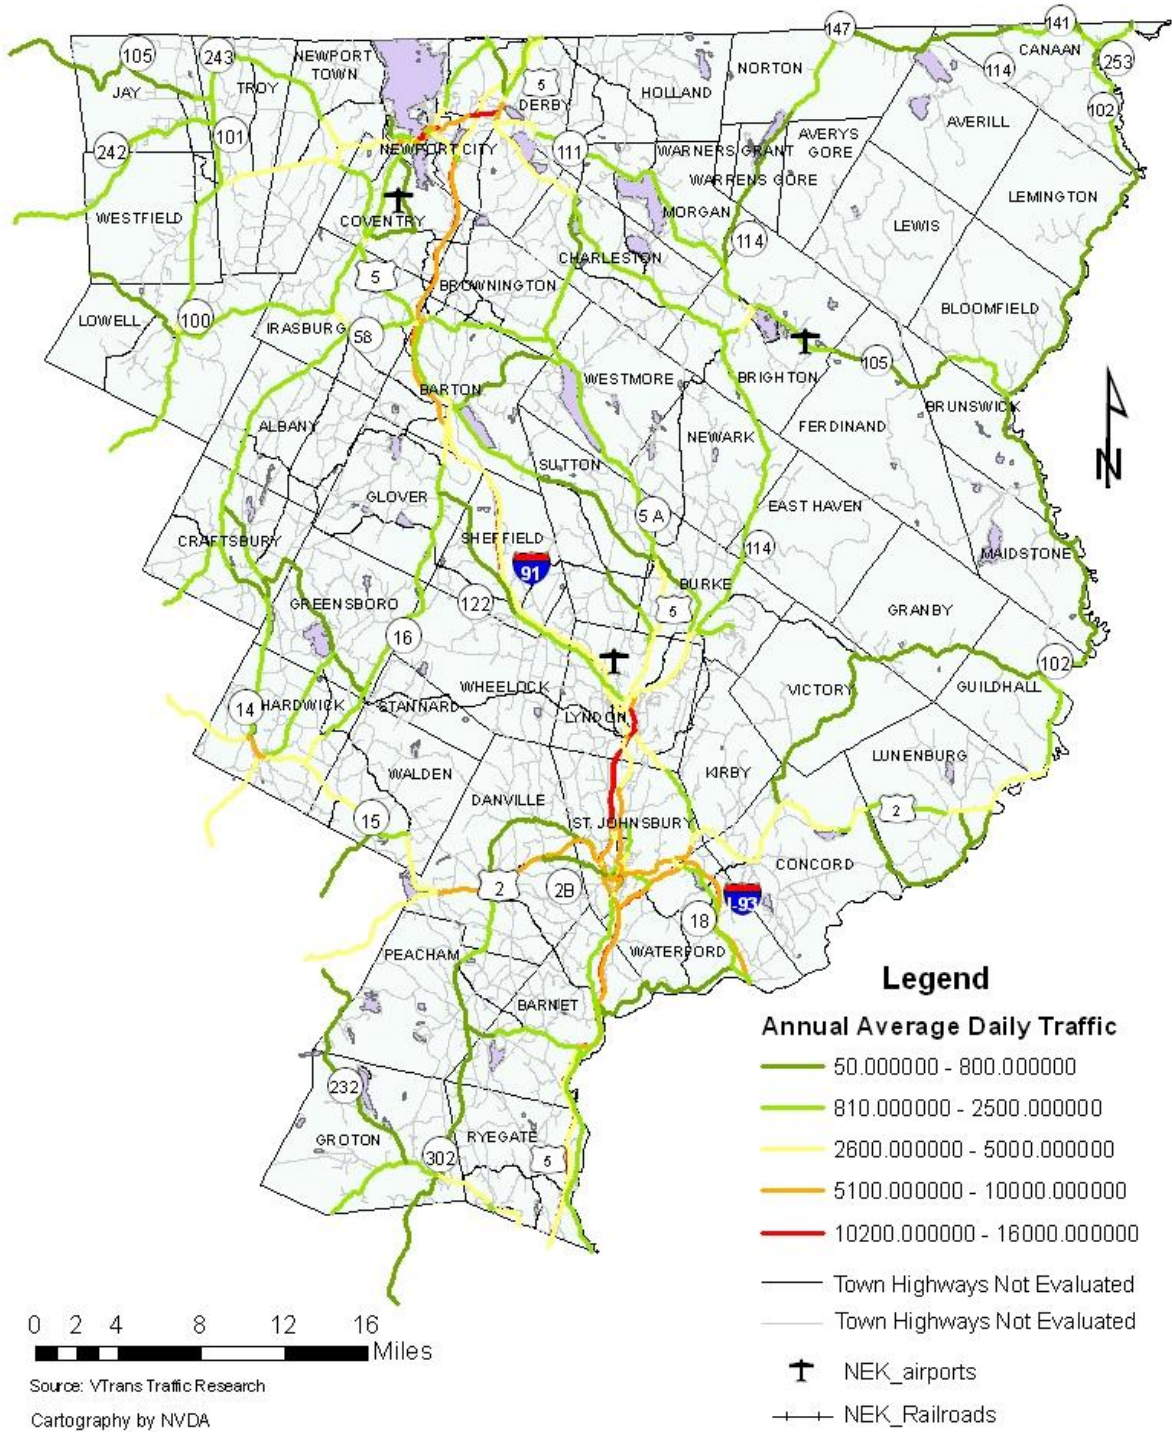 147
141
CANAAN
105
243
NEWPORT
TOWN
NORTON
114
253
JAY
TROY
5
DERBY
HOLLAND
102
AVERILL
242
101
NEWPORT CITY
111
WARNERS GRANT
AVERYS
GORE
WARRENS GORE
LEMINGTON
WESTFIELD
COVENTRY
MORGAN
LEWIS
114
5
CHARLESTON
BROWNINGTON
LOWELL
100
IRASBURG
58
BLOOMFIELD
105
BARTON
WESTMORE
BRIGHTON
BRUNSWICK
ALBANY
NEWARK
FERDINAND
N
SUTTON
GLOVER
5 A
EAST HAVEN
CRAFTSBURY
SHEFFIELD
114
MAIDSTONE
91
BURKE
GREENSBORO
122
5
GRANBY
16
102
WHEELOCK
VICTORY
GUILDHALL
14
HARDWICK
STANNARD
LYNDON
LUNENBURG
WALDEN
KIRBY
DANVILLE
2
15
ST. JOHNSBURY
CONCORD
2
2B
I-93
18
PEACHAM
WATERFORD
BARNET
232
GROTON
RYEGATE
302
5
Legend
Annual Average Daily Traffic
50.000000 - 800.000000
810.000000 - 2500.000000
2600.000000 - 5000.000000
5100.000000 - 10000.000000
10200.000000 - 16000.000000
Town Highways Not Evaluated
Town Highways Not Evaluated
NEK_airports
NEK_Railroads
0 2 4 8 12 16
Miles
Source: VTrans Traffic Research
Cartography by NVDA